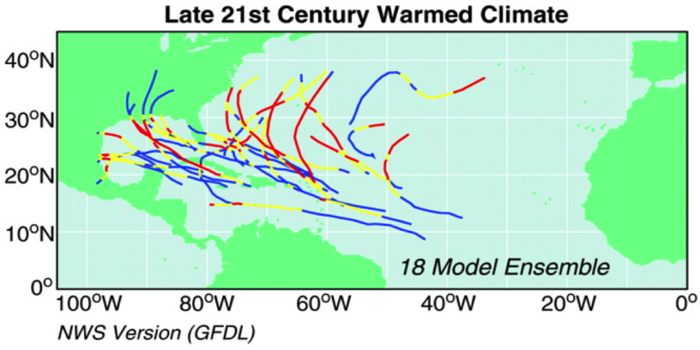 Late 21st Century Warmed Climate
40°N
30°N
20°N
10°N
0°
100°W 80°W 60°W 40°W 20°W 0°
18 Model Ensemble
NWS Version (GFDL)